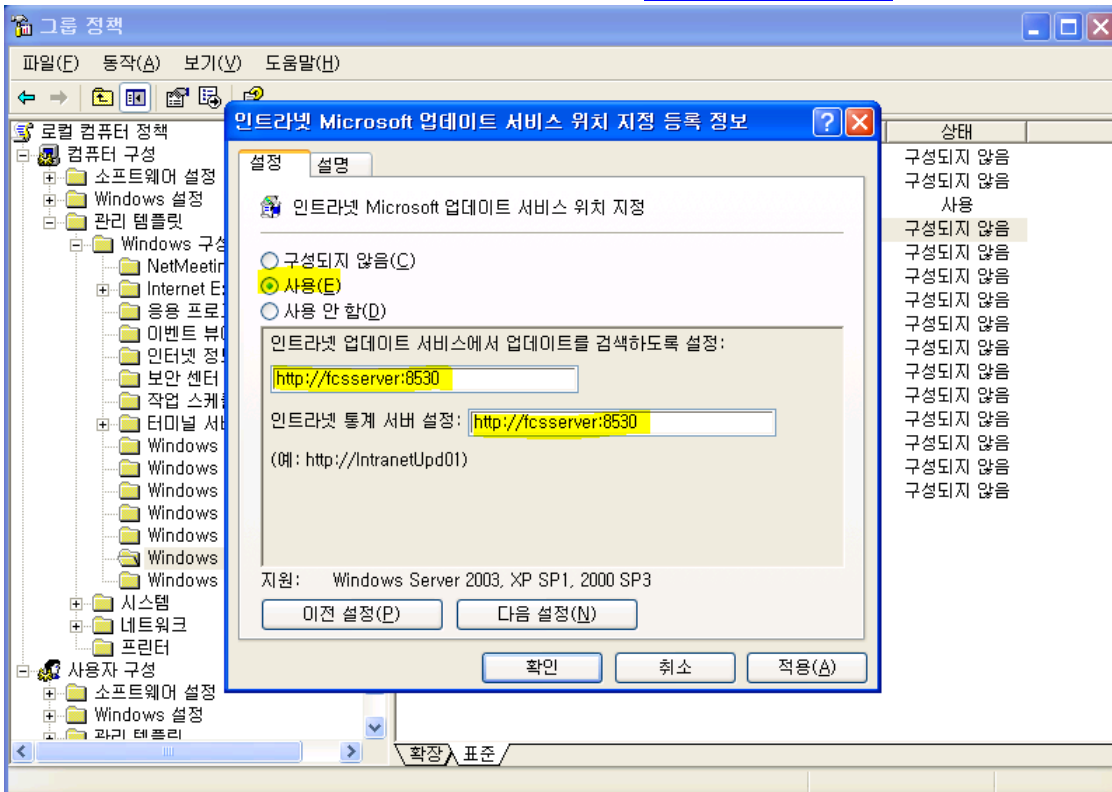 그룹 정책
파일(F) 동작(A) 보기(V) 도움말(H)
로컬 컴퓨터 정책
컴퓨터 구성
소프트웨어 설정
Windows 설정
관리 템플릿
Windows 구성
NetMeetin
Internet E
응용 프로그
이벤트 뷰
인터넷 정
보안 센터
작업 스케
터미널 서
Windows
Windows
Windows
Windows
Windows
Windows
시스템
네트워크
프린터
사용자 구성
소프트웨어 설정
Windows 설정
관리 템플릿
인트라넷 Microsoft 업데이트 서비스 위치 지정 등록 정보
설정 설명
인트라넷 Microsoft 업데이트 서비스 위치 지정
구성되지 않음(C)
사용(E)
사용 안 함(D)
인트라넷 업데이트 서비스에서 업데이트를 검색하도록 설정:
http://fcsserver:8530
인트라넷 통계 서버 설정: http://fcsserver:8530
(예: http://IntranetUpd01)
지원: Windows Server 2003, XP SP1, 2000 SP3
이전 설정(P) 다음 설정(N)
확인 취소 적용(A)
상태
구성되지 않음
구성되지 않음
사용
구성되지 않음
구성되지 않음
구성되지 않음
구성되지 않음
구성되지 않음
구성되지 않음
구성되지 않음
구성되지 않음
구성되지 않음
구성되지 않음
구성되지 않음
구성되지 않음
확장 표준